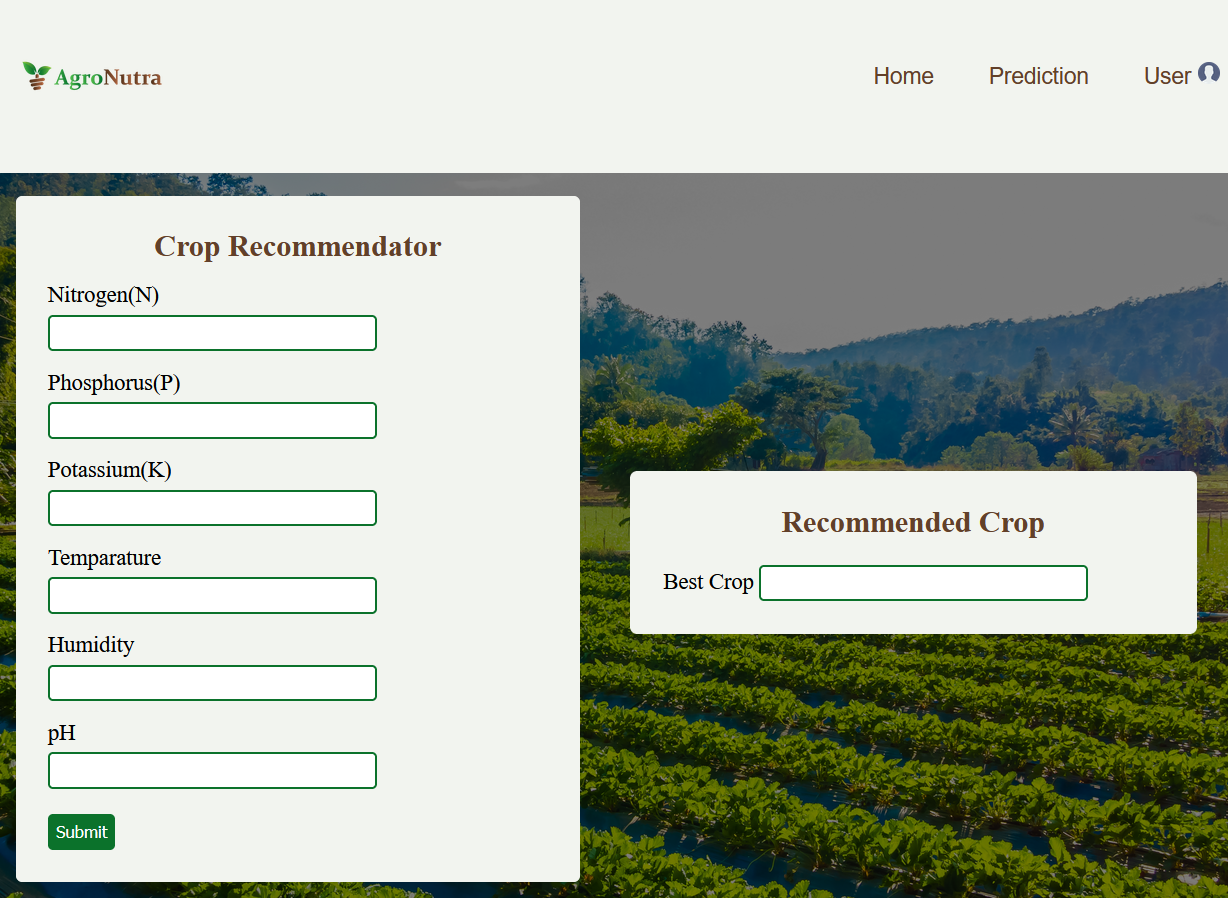 AgroNutra
Home Prediction User
Crop Recommendator
Nitrogen(N)
Phosphorus(P)
Potassium(K)
Temparature
Humidity
pH
Submit
Recommended Crop
Best Crop